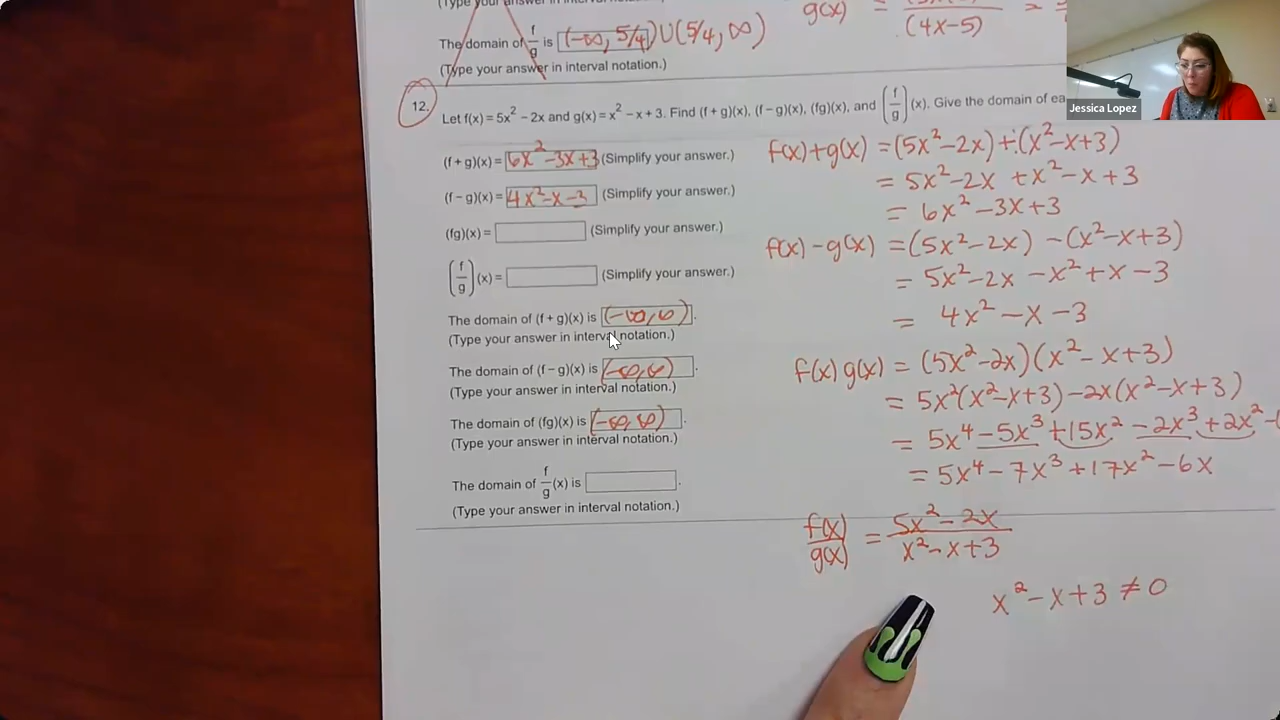 (Type your answer in interval notation.)
g(x) =
(4x-5)
The domain of f/g is (-∞, 5/4)∪(5/4, ∞)
(Type your answer in interval notation.)
Jessica Lopez
12.
Let f(x) = 5x² - 2x and g(x) = x² - x + 3. Find (f + g)(x), (f - g)(x), (fg)(x), and (f/g)(x). Give the domain of
(f + g)(x) = 6x² -3x+3 (Simplify your answer.)
(f - g)(x) = 4x²-x-3 (Simplify your answer.)
(fg)(x) = (Simplify your answer.)
(f/g)(x) = (Simplify your answer.)
The domain of (f + g)(x) is (-∞, ∞).
(Type your answer in interval notation.)
The domain of (f - g)(x) is (-∞, ∞).
(Type your answer in interval notation.)
The domain of (fg)(x) is (-∞, ∞).
(Type your answer in interval notation.)
The domain of f/g(x) is
(Type your answer in interval notation.)
f(x)+g(x) = (5x²-2x)+(x²-x+3)
= 5x²-2x +x²-x+3
= 6x²-3x+3
f(x)-g(x) = (5x²-2x) -(x²-x+3)
= 5x²-2x -x²+x-3
= 4x²-x-3
f(x)g(x) = (5x²-2x)(x²-x+3)
= 5x²(x²-x+3)-2x(x²-x+3)
= 5x⁴-5x³+15x²-2x³+2x²-
= 5x⁴-7x³+17x²-6x
f(x)/g(x) = 5x²-2x/x²-x+3
x²-x+3≠0